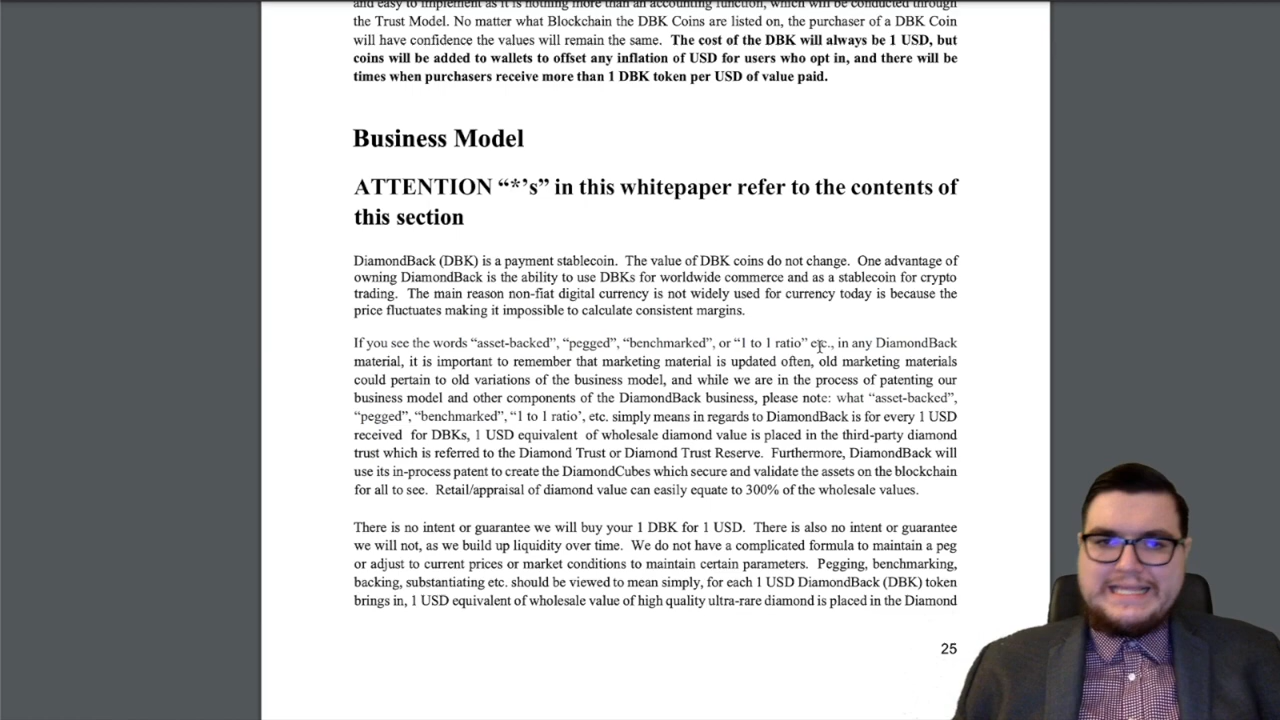 and easy to implement as it is nothing more than an accounting function, which will be conducted through
the Trust Model. No matter what Blockchain the DBK Coins are listed on, the purchaser of a DBK Coin
will have confidence the values will remain the same. The cost of the DBK will always be 1 USD, but
coins will be added to wallets to offset any inflation of USD for users who opt in, and there will be
times when purchasers receive more than 1 DBK token per USD of value paid.
Business Model
ATTENTION “*’s” in this whitepaper refer to the contents of
this section
DiamondBack (DBK) is a payment stablecoin. The value of DBK coins do not change. One advantage of
owning DiamondBack is the ability to use DBKs for worldwide commerce and as a stablecoin for crypto
trading. The main reason non-fiat digital currency is not widely used for currency today is because the
price fluctuates making it impossible to calculate consistent margins.
If you see the words “asset-backed”, “pegged”, “benchmarked”, or “1 to 1 ratio” etc., in any DiamondBack
material, it is important to remember that marketing material is updated often, old marketing materials
could pertain to old variations of the business model, and while we are in the process of patenting our
business model and other components of the DiamondBack business, please note: what “asset-backed”,
“pegged”, “benchmarked”, “1 to 1 ratio’, etc. simply means in regards to DiamondBack is for every 1 USD
received for DBKs, 1 USD equivalent of wholesale diamond value is placed in the third-party diamond
trust which is referred to the Diamond Trust or Diamond Trust Reserve. Furthermore, DiamondBack will
use its in-process patent to create the DiamondCubes which secure and validate the assets on the blockchain
for all to see. Retail/appraisal of diamond value can easily equate to 300% of the wholesale values.
There is no intent or guarantee we will buy your 1 DBK for 1 USD. There is also no intent or guarantee
we will not, as we build up liquidity over time. We do not have a complicated formula to maintain a peg
or adjust to current prices or market conditions to maintain certain parameters. Pegging, benchmarking,
backing, substantiating etc. should be viewed to mean simply, for each 1 USD DiamondBack (DBK) token
brings in, 1 USD equivalent of wholesale value of high quality ultra-rare diamond is placed in the Diamond
25